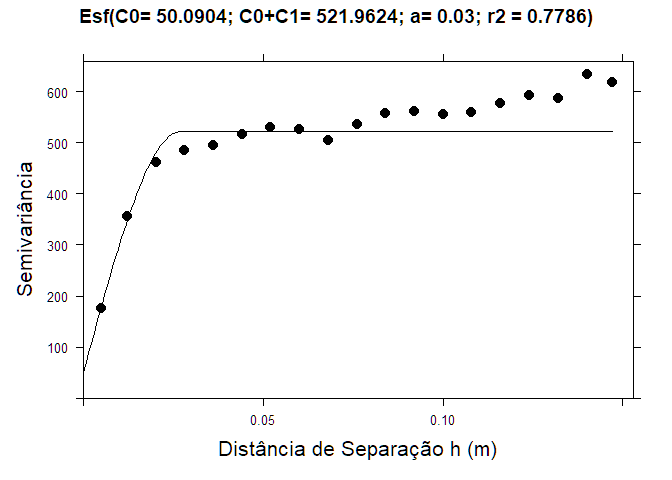 Esf(C0= 50.0904; C0+C1= 521.9624; a= 0.03; r2 = 0.7786)
600
500
400
300
200
100
Semivariância
0.05 0.10
Distância de Separação h (m)